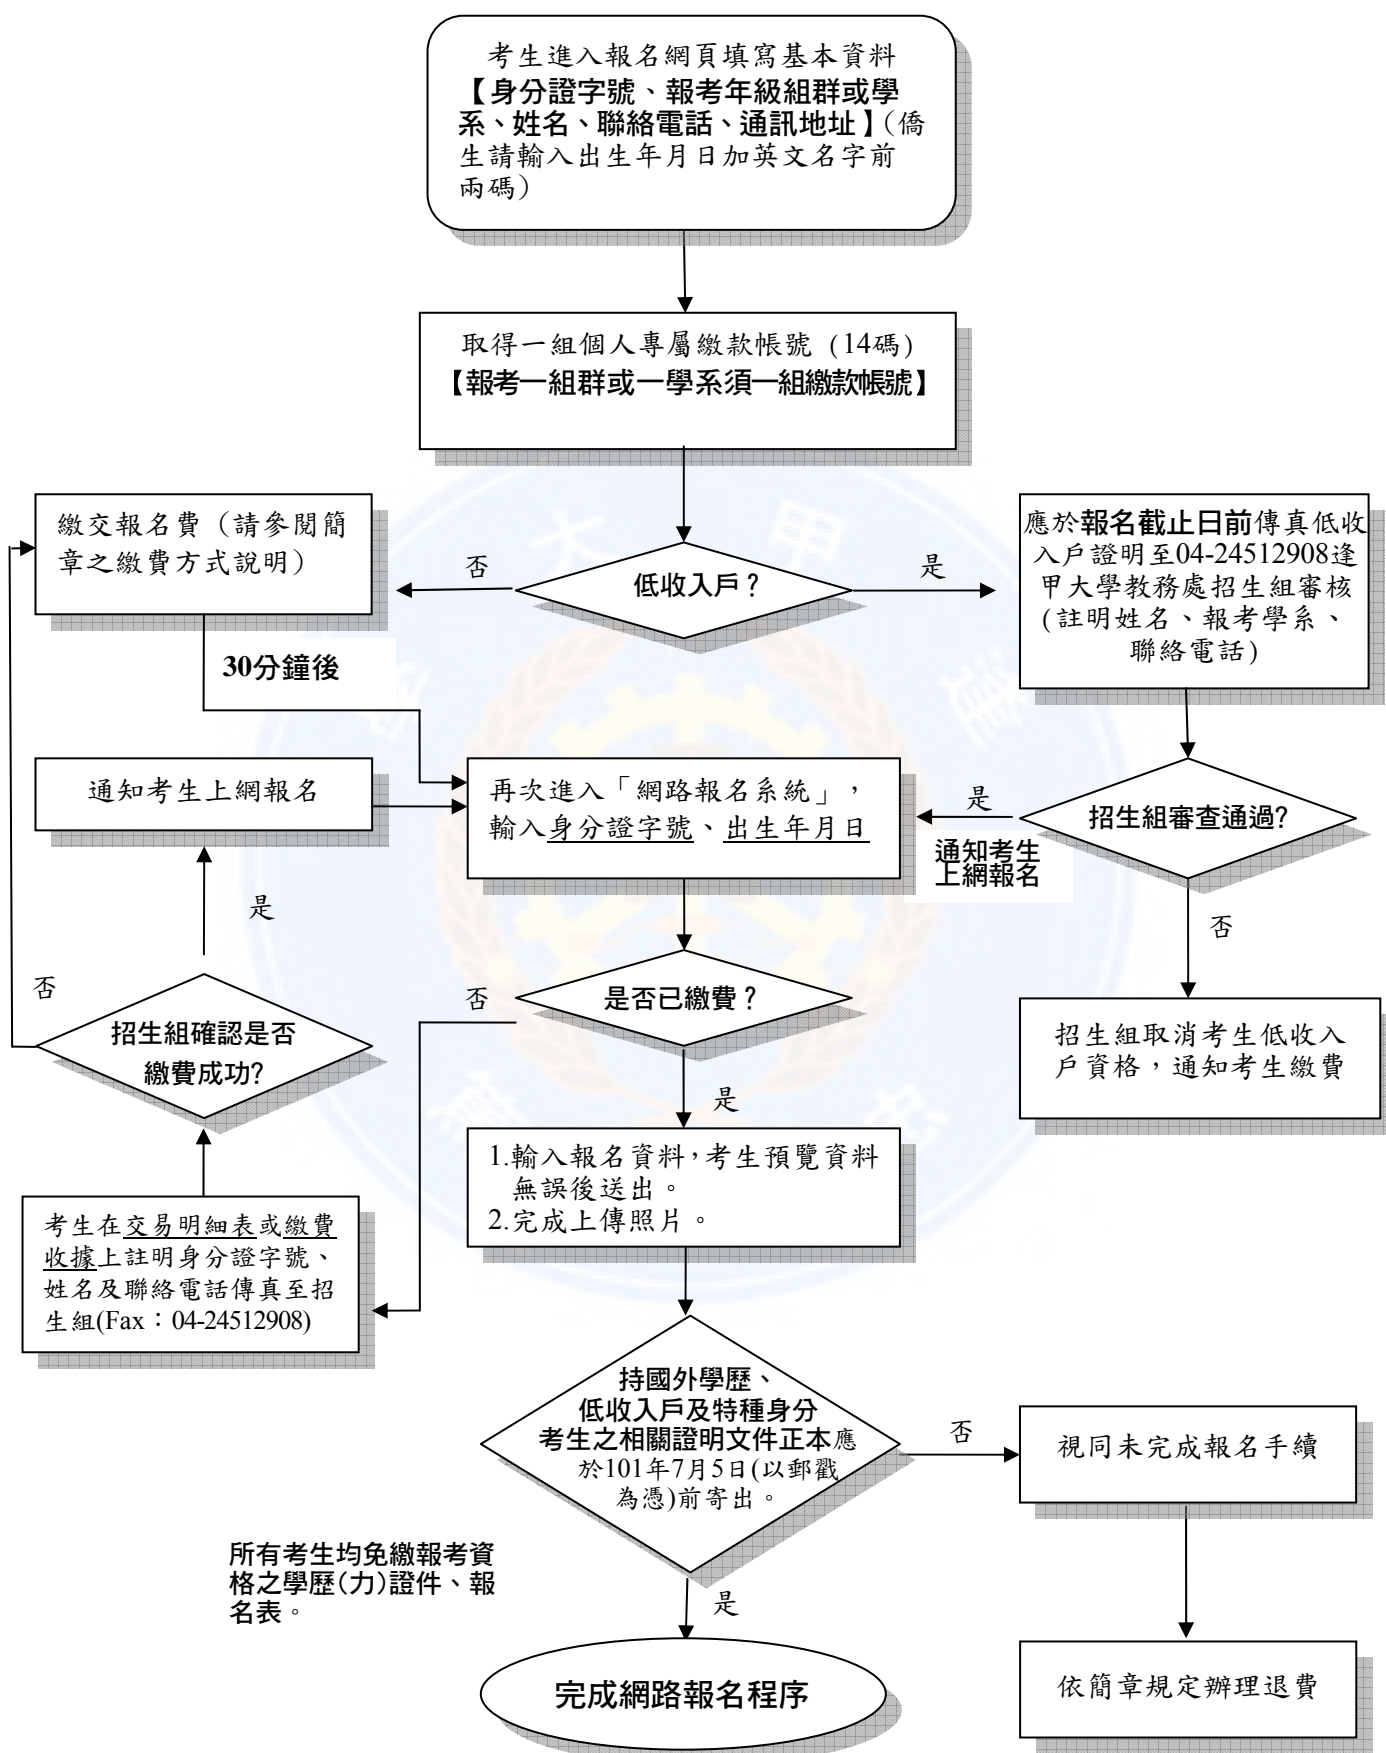 考生進入報名網頁填寫基本資料
【身分證字號、報考年級組群或學
系、姓名、聯絡電話、通訊地址】（僑
生請輸入出生年月日加英文名字前
兩碼）
取得一組個人專屬繳款帳號（14碼）
【報考一組群或一學系須一組繳款帳號】
繳交報名費（請參閱簡
章之繳費方式說明）
否
低收入戶？
是
應於報名截止日前傳真低收
入戶證明至04-24512908逢
甲大學教務處招生組審核
(註明姓名、報考學系、
聯絡電話)
30分鐘後
通知考生上網報名
再次進入「網路報名系統」，
輸入身分證字號、出生年月日
是
招生組審查通過?
通知考生
上網報名
是
否
否
招生組確認是否
繳費成功?
否
是否已繳費？
招生組取消考生低收入
戶資格，通知考生繳費
是
1.輸入報名資料，考生預覽資料
無誤後送出。
2.完成上傳照片。
考生在交易明細表或繳費
收據上註明身分證字號、
姓名及聯絡電話傳真至招
生組(Fax：04-24512908)
持國外學歷、
低收入戶及特種身分
考生之相關證明文件正本應
於101年7月5日(以郵戳
為憑)前寄出。
否
視同未完成報名手續
所有考生均免繳報考資
格之學歷(力)證件、報
名表。
是
完成網路報名程序
依簡章規定辦理退費